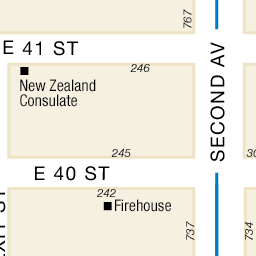 767
E 41 ST
246
New Zealand
Consulate
SECOND AV
245
E 40 ST
242
Firehouse
737
734